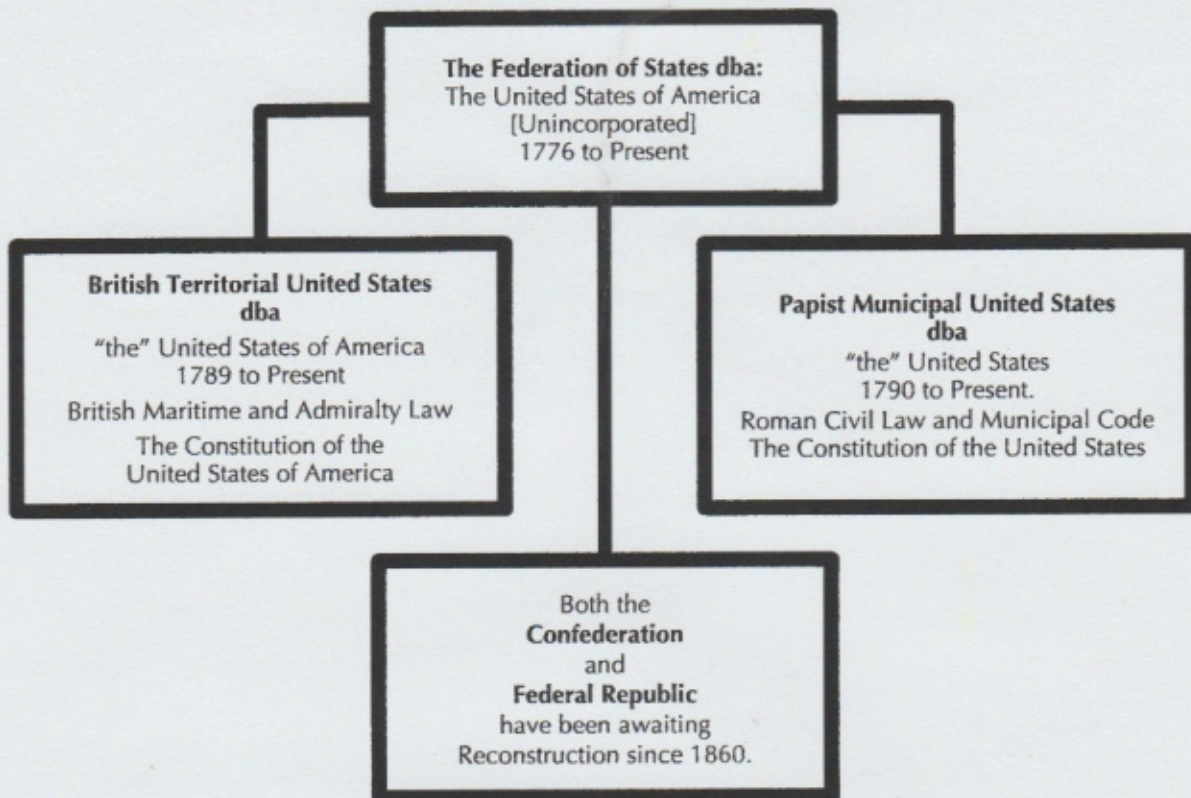 The Federation of States dba:
The United States of America
[Unincorporated]
1776 to Present
British Territorial United States
dba
“the” United States of America
1789 to Present
British Maritime and Admiralty Law
The Constitution of the
United States of America
Papist Municipal United States
dba
“the” United States
1790 to Present.
Roman Civil Law and Municipal Code
The Constitution of the United States
Both the
Confederation
and
Federal Republic
have been awaiting
Reconstruction since 1860.